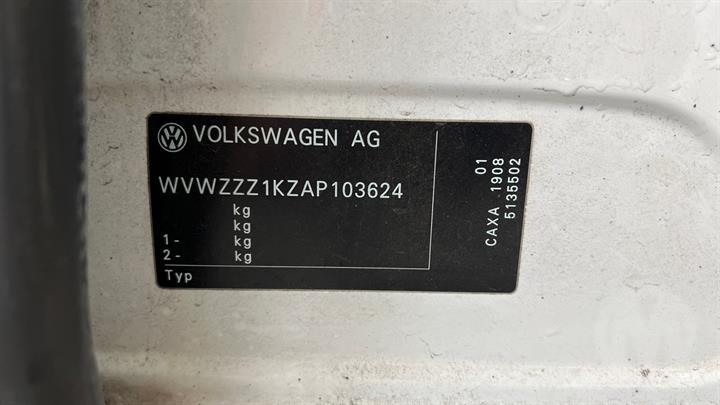 VOLKSWAGEN AG
WVWZZZ1KZAP103624
kg
kg
1- kg
2- kg
Typ
01
CAXA .1908
5135502